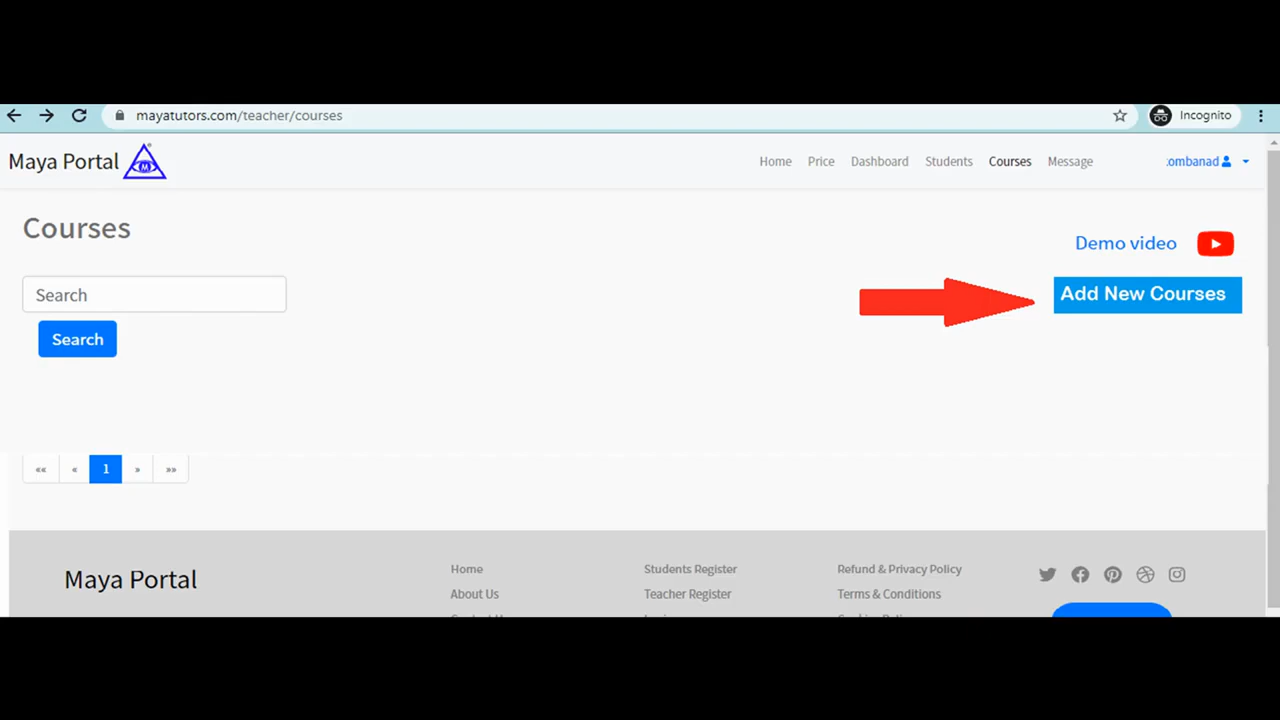 mayatutors.com/teacher/courses
Incognito
Maya Portal
M
Home Price Dashboard Students Courses Message
ombanad
Courses
Demo video
Search
Add New Courses
Search
«« « 1 » »»
Maya Portal
Home
Students Register
Refund & Privacy Policy
About Us
Teacher Register
Terms & Conditions